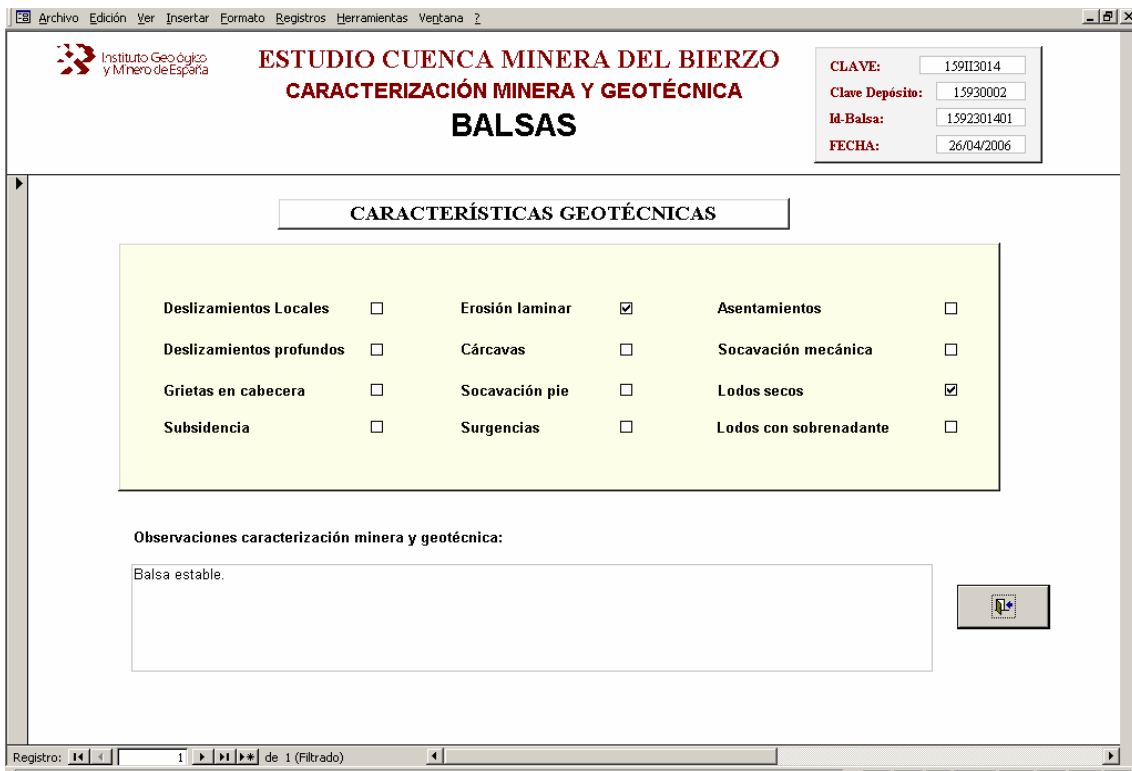 Archivo Edición Ver Insertar Formato Registros Herramientas Ventana ?
Instituto Geológico
y Minero de España
ESTUDIO CUENCA MINERA DEL BIERZO
CARACTERIZACIÓN MINERA Y GEOTÉCNICA
BALSAS
CLAVE: 159II3014
Clave Depósito: 15930002
Id-Balsa: 1592301401
FECHA: 26/04/2006
CARACTERÍSTICAS GEOTÉCNICAS
Deslizamientos Locales Erosión laminar Asentamientos
Deslizamientos profundos Cárcavas Socavación mecánica
Grietas en cabecera Socavación pie Lodos secos
Subsidencia Surgencias Lodos con sobrenadante
Observaciones caracterización minera y geotécnica:
Balsa estable.
Registro: 1 de 1 (Filtrado)